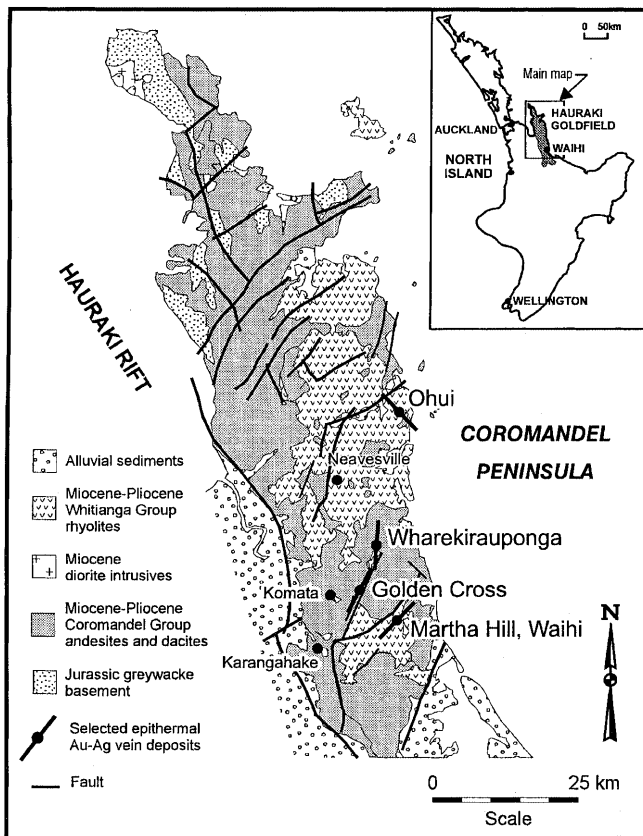 0 50km
Main map
HAURAKI
GOLDFIELD
AUCKLAND
WAIHI
NORTH
ISLAND
WELLINGTON
HAURAKI RIFT
Ohui
COROMANDEL
PENINSULA
Neavesville
Wharekirauponga
Komata
Golden Cross
Martha Hill, Waihi
Karangahake
Alluvial sediments
Miocene-Pliocene
Whitianga Group
rhyolites
Miocene
diorite intrusives
Miocene-Pliocene
Coromandel Group
andesites and dacites
Jurassic greywacke
basement
Selected epithermal
Au-Ag vein deposits
Fault
N
0 25 km
Scale